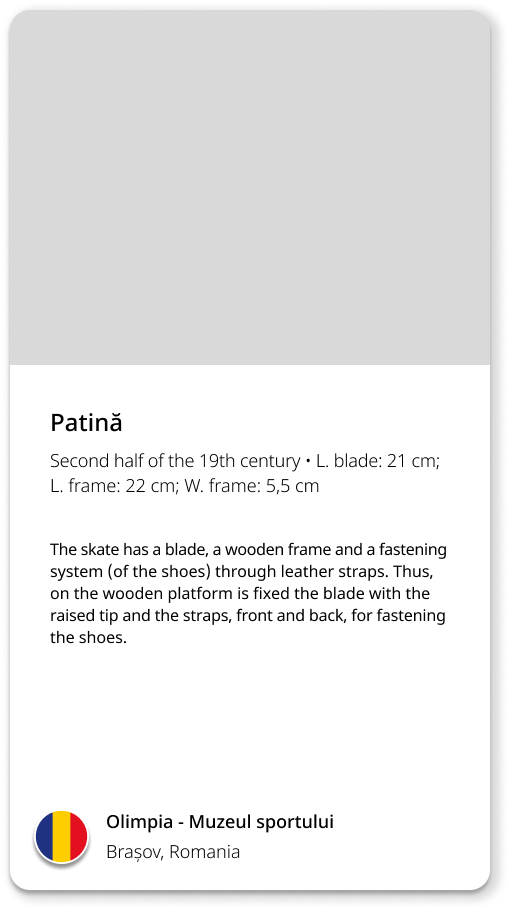 Patină
Second half of the 19th century • L. blade: 21 cm;
L. frame: 22 cm; W. frame: 5,5 cm
The skate has a blade, a wooden frame and a fastening
system (of the shoes) through leather straps. Thus,
on the wooden platform is fixed the blade with the
raised tip and the straps, front and back, for fastening
the shoes.
Olimpia - Muzeul sportului
Brașov, Romania